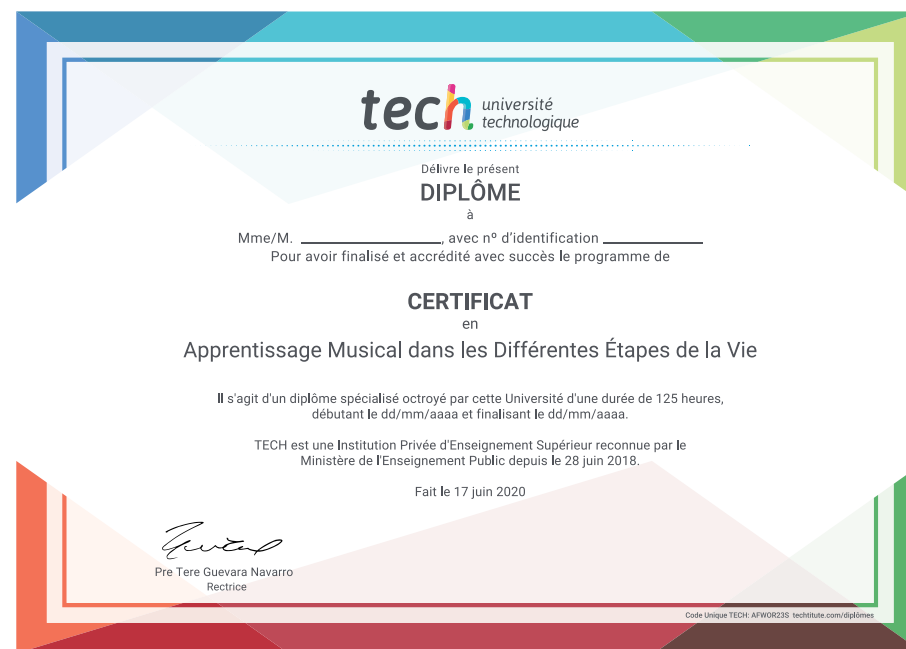 tech université
technologique
Délivre le présent
DIPLÔME
à
Mme/M. ____________________, avec nº d'identification ______________
Pour avoir finalisé et accrédité avec succès le programme de
CERTIFICAT
en
Apprentissage Musical dans les Différentes Étapes de la Vie
Il s'agit d'un diplôme spécialisé octroyé par cette Université d'une durée de 125 heures,
débutant le dd/mm/aaaa et finalisant le dd/mm/aaaa.
TECH est une Institution Privée d'Enseignement Supérieur reconnue par le
Ministère de l'Enseignement Public depuis le 28 juin 2018.
Fait le 17 juin 2020
Pre Tere Guevara Navarro
Rectrice
Code Unique TECH: AFWOR23S techtitute.com/diplômes